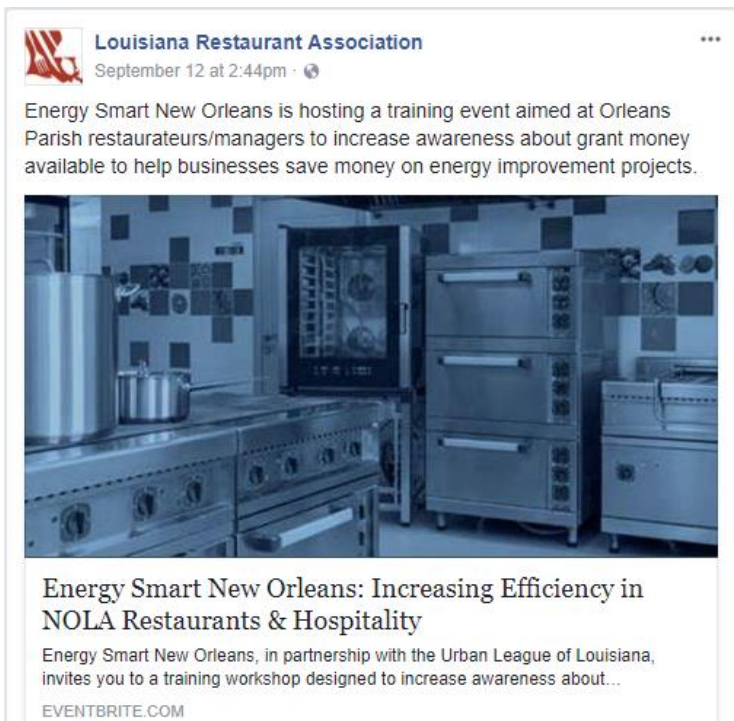 Louisiana Restaurant Association
September 12 at 2:44pm ·
Energy Smart New Orleans is hosting a training event aimed at Orleans
Parish restaurateurs/managers to increase awareness about grant money
available to help businesses save money on energy improvement projects.
Energy Smart New Orleans: Increasing Efficiency in
NOLA Restaurants & Hospitality
Energy Smart New Orleans, in partnership with the Urban League of Louisiana,
invites you to a training workshop designed to increase awareness about...
EVENTBRITE.COM